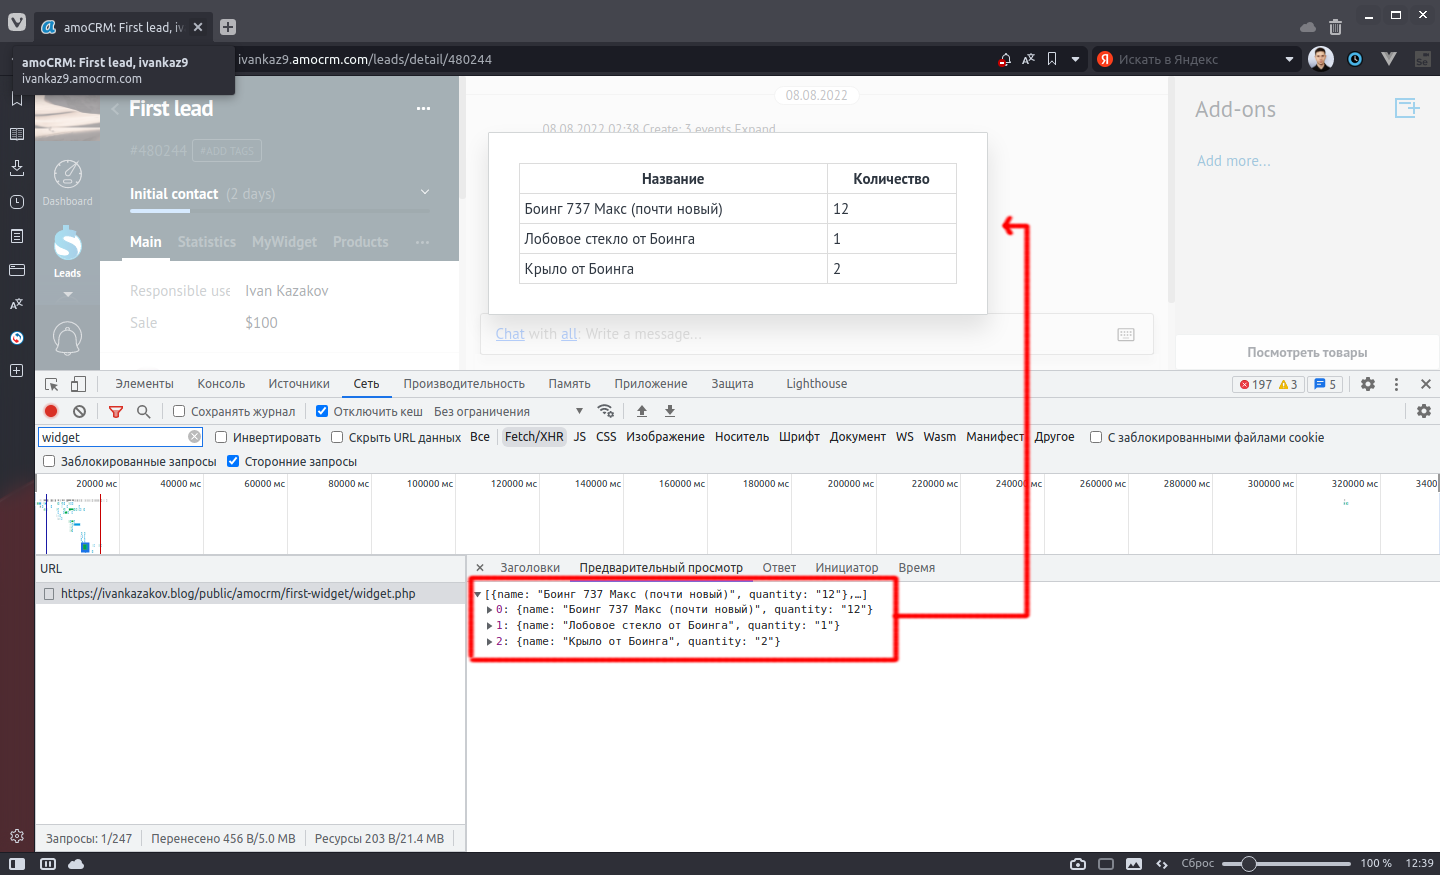 amoCRM: First lead, iv
amoCRM: First lead, ivankaz9
ivankaz9.amocrm.com
ivankaz9.amocrm.com/leads/detail/480244
Я Искать в Яндекс
First lead
#480244 #ADD TAGS
Initial contact (2 days)
Main Statistics MyWidget Products
Responsible use Ivan Kazakov
Sale $100
Dashboard
Leads
08.08.2022
08.08.2022 02:38 Create: 3 events Expand
Название Количество
Боинг 737 Макс (почти новый) 12
Лобовое стекло от Боинга 1
Крыло от Боинга 2
Chat with all: Write a message...
Add-ons
Add more...
Посмотреть товары
Элементы Консоль Источники Сеть Производительность Память Приложение Защита Lighthouse 197 3 5
Сохранять журнал Отключить кеш Без ограничения
widget Инвертировать Скрыть URL данных Все Fetch/XHR JS CSS Изображение Носитель Шрифт Документ WS Wasm Манифест Другое С заблокированными файлами cookie
Заблокированные запросы Сторонние запросы
20000 мс 40000 мс 60000 мс 80000 мс 100000 мс 120000 мс 140000 мс 160000 мс 180000 мс 200000 мс 220000 мс 240000 мс 260000 мс 280000 мс 300000 мс 320000 мс 3400
URL
https://ivankazakov.blog/public/amocrm/first-widget/widget.php
Заголовки Предварительный просмотр Ответ Инициатор Время
[{name: "Боинг 737 Макс (почти новый)", quantity: "12"},…]
0: {name: "Боинг 737 Макс (почти новый)", quantity: "12"}
1: {name: "Лобовое стекло от Боинга", quantity: "1"}
2: {name: "Крыло от Боинга", quantity: "2"}
Запросы: 1/247 Перенесено 456 B/5.0 MB Ресурсы 203 B/21.4 MB
Сброс 100 % 12:39